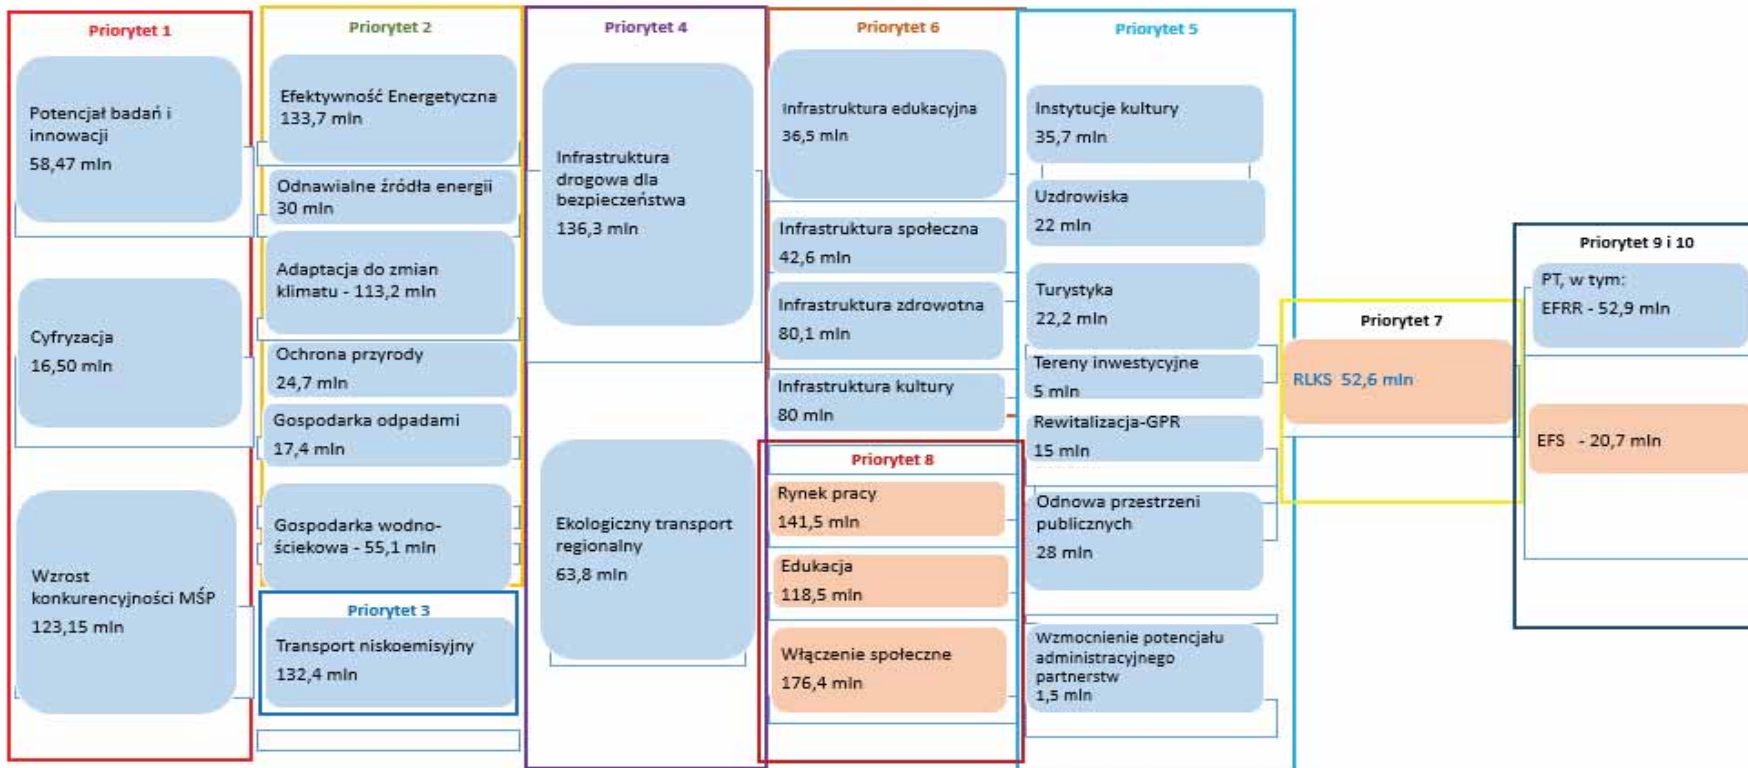 Priorytet 1
Potencjał badań i
innowacji
58,47 mln
Cyfryzacja
16,50 mln
Wzrost
konkurencyjności MŚP
123,15 mln
Priorytet 2
Efektywność Energetyczna
133,7 mln
Odnawialne źródła energii
30 mln
Adaptacja do zmian
klimatu - 113,2 mln
Ochrona przyrody
24,7 mln
Gospodarka odpadami
17,4 mln
Gospodarka wodno-
ściekowa - 55,1 mln
Priorytet 3
Transport niskoemisyjny
132,4 mln
Priorytet 4
Infrastruktura
drogowa dla
bezpieczeństwa
136,3 mln
Ekologiczny transport
regionalny
63,8 mln
Priorytet 6
Infrastruktura edukacyjna
36,5 mln
Infrastruktura społeczna
42,6 mln
Infrastruktura zdrowotna
80,1 mln
Infrastruktura kultury
80 mln
Priorytet 8
Rynek pracy
141,5 mln
Edukacja
118,5 mln
Włączenie społeczne
176,4 mln
Priorytet 5
Instytucje kultury
35,7 mln
Uzdrowiska
22 mln
Turystyka
22,2 mln
Tereny inwestycyjne
5 mln
Rewitalizacja-GPR
15 mln
Odnowa przestrzeni
publicznych
28 mln
Wzmocnienie potencjału
administracyjnego
partnerstw
1,5 mln
Priorytet 7
RLKS 52,6 mln
Priorytet 9 i 10
PT, w tym:
EFRR - 52,9 mln
EFS - 20,7 mln